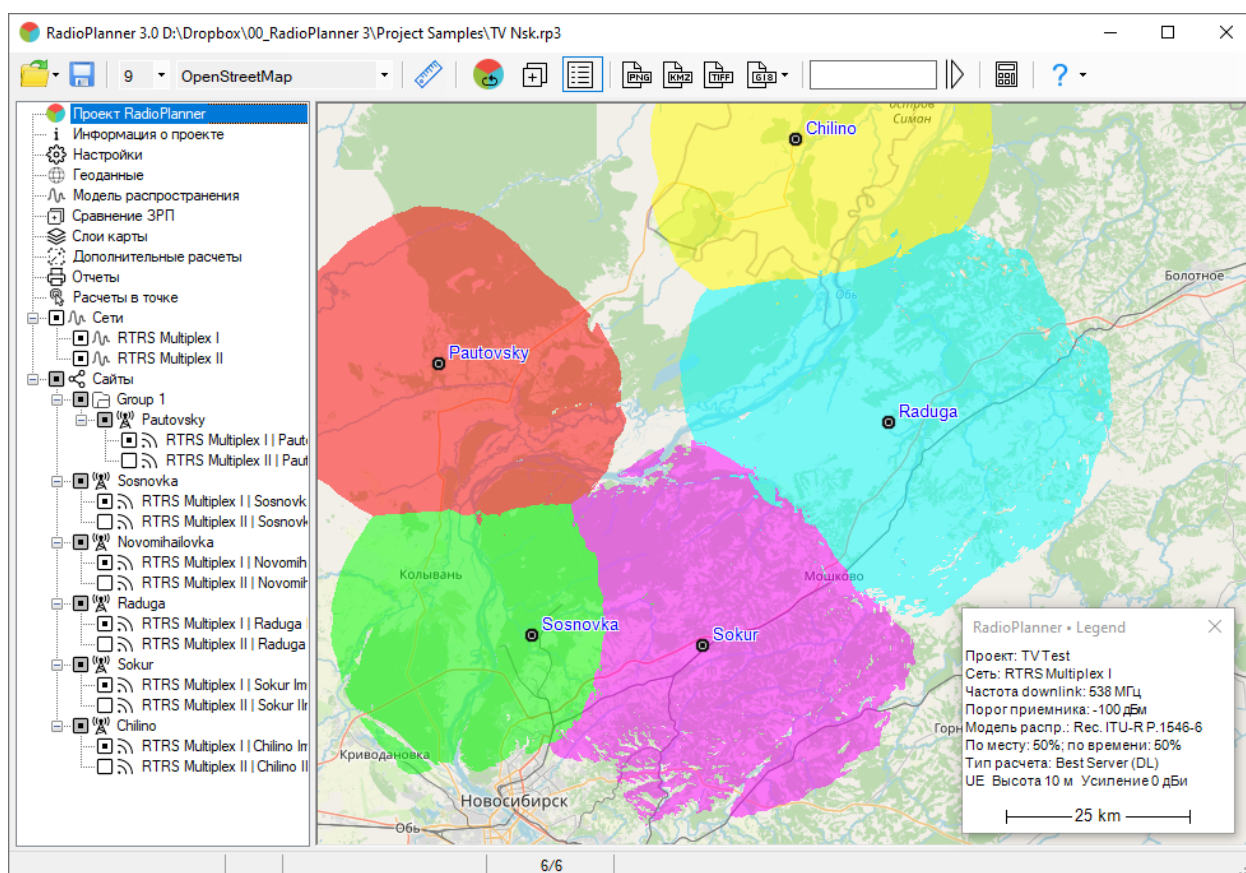 RadioPlanner 3.0 D:\Dropbox\00_RadioPlanner 3\Project Samples\TV Nsk.rp3
9 OpenStreetMap PNG KMZ TIFF GIS ?
Проект RadioPlanner
Информация о проекте
Настройки
Геоданные
Модель распространения
Сравнение ЗРП
Слои карты
Дополнительные расчеты
Отчеты
Расчеты в точке
Сети
RTRS Multiplex I
RTRS Multiplex II
Сайты
Group 1
Pautovsky
RTRS Multiplex I | Paut
RTRS Multiplex II | Paut
Sosnovka
RTRS Multiplex I | Sosnovk
RTRS Multiplex II | Sosnovk
Novomihailovka
RTRS Multiplex I | Novomih
RTRS Multiplex II | Novomih
Raduga
RTRS Multiplex I | Raduga
RTRS Multiplex II | Raduga
Sokur
RTRS Multiplex I | Sokur Im
RTRS Multiplex II | Sokur II
Chilino
RTRS Multiplex I | Chilino Im
RTRS Multiplex II | Chilino II
остров
Симан
Chilino
Болотное
Обь
Pautovsky
Raduga
Колывань
Мошково
Sosnovka
Sokur
Горн
Криводановка
Новосибирск
Обь
RadioPlanner • Legend
Проект: TV Test
Сеть: RTRS Multiplex I
Частота downlink: 538 МГц
Порог приемника: -100 дБм
Модель распр.: Rec. ITU-R P.1546-6
По месту: 50%; по времени: 50%
Тип расчета: Best Server (DL)
UE Высота 10 м Усиление 0 дБи
25 km
6/6